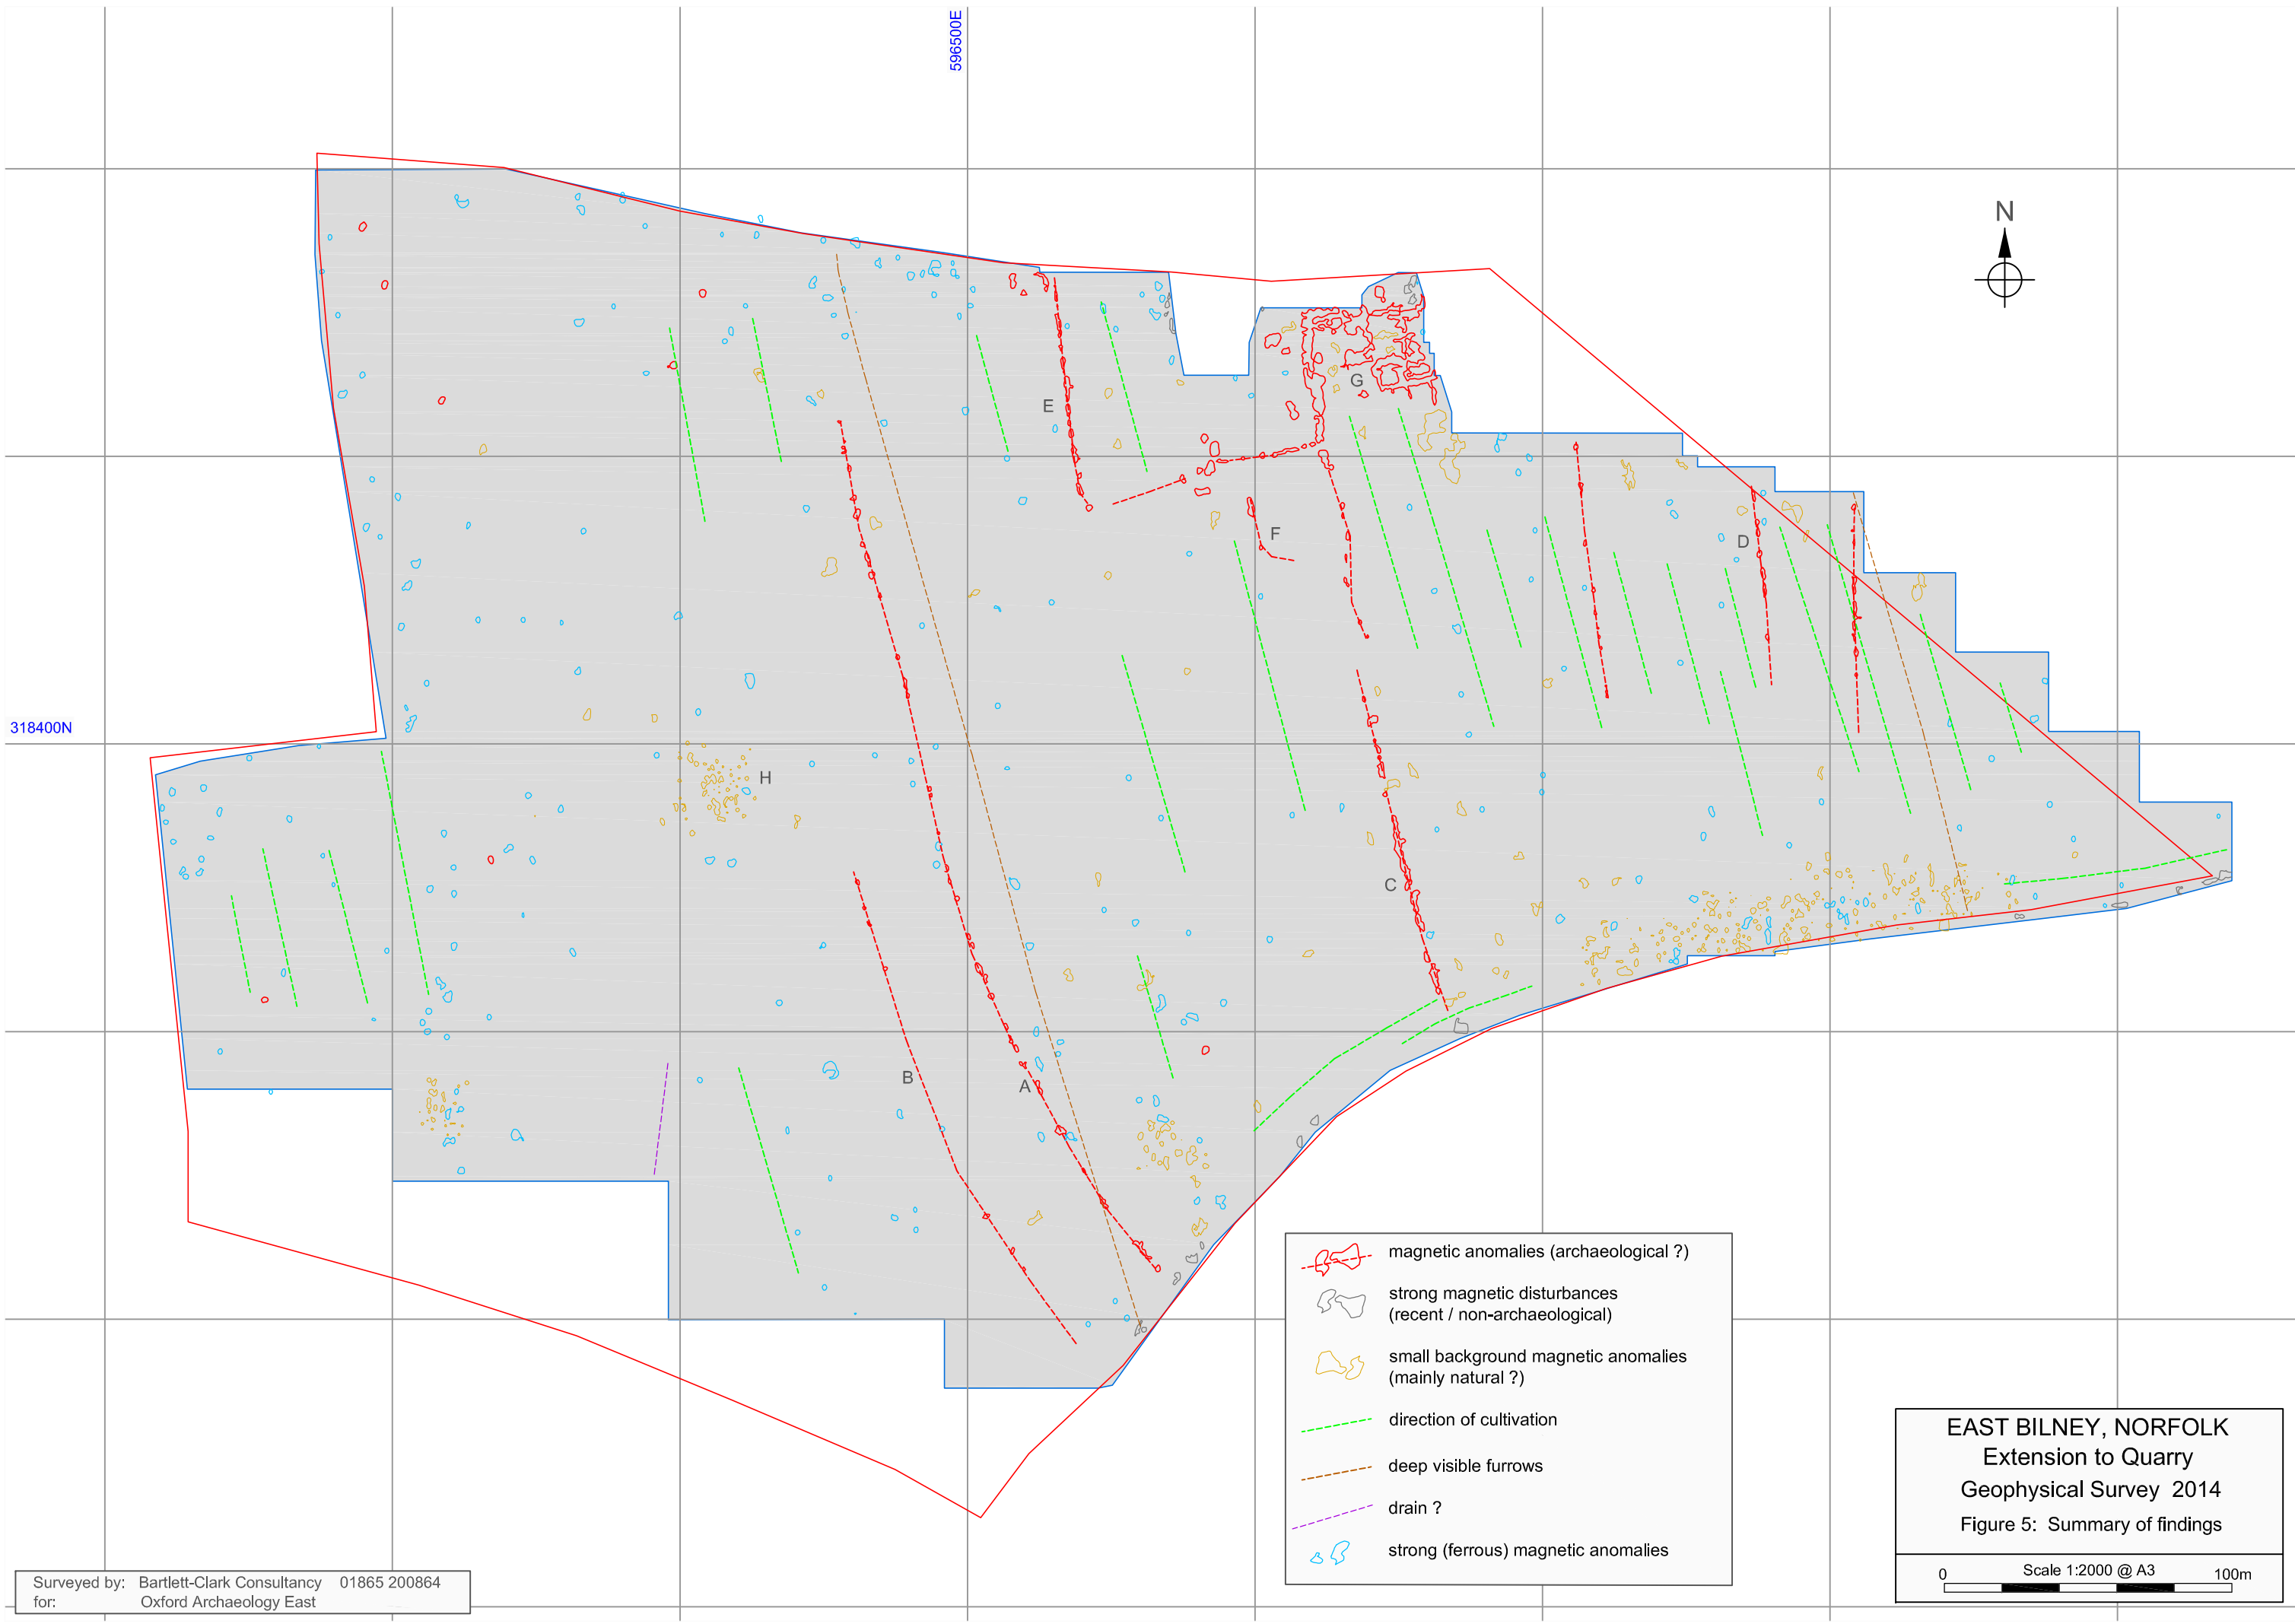 596500E
N
E
G
F
D
318400N
H
C
B
A
magnetic anomalies (archaeological ?)
strong magnetic disturbances
(recent / non-archaeological)
small background magnetic anomalies
(mainly natural ?)
direction of cultivation
deep visible furrows
drain ?
strong (ferrous) magnetic anomalies
EAST BILNEY, NORFOLK
Extension to Quarry
Geophysical Survey 2014
Figure 5: Summary of findings
0 Scale 1:2000 @ A3 100m
Surveyed by: Bartlett-Clark Consultancy 01865 200864
for: Oxford Archaeology East